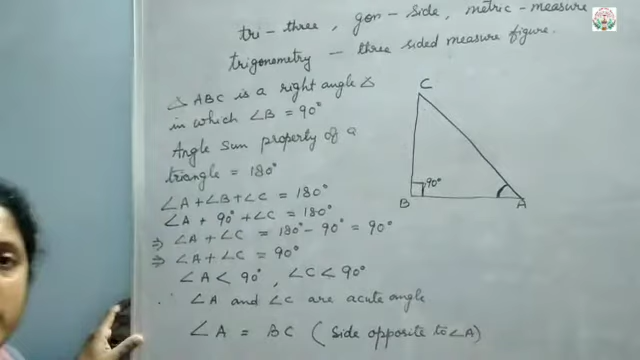 tri - three, gon - side, metric - measure
trigonometry - three sided measure figure.
△ ABC is a right angle △
in which ∠B = 90°
Angle sum property of a
triangle = 180°
∠A + ∠B + ∠C = 180°
∠A + 90° + ∠C = 180°
⇒ ∠A + ∠C = 180° - 90° = 90°
⇒ ∠A + ∠C = 90°
∠A < 90°, ∠C < 90°
∴ ∠A and ∠C are acute angle
∠A = BC (side opposite to ∠A)
C
90°
B
A